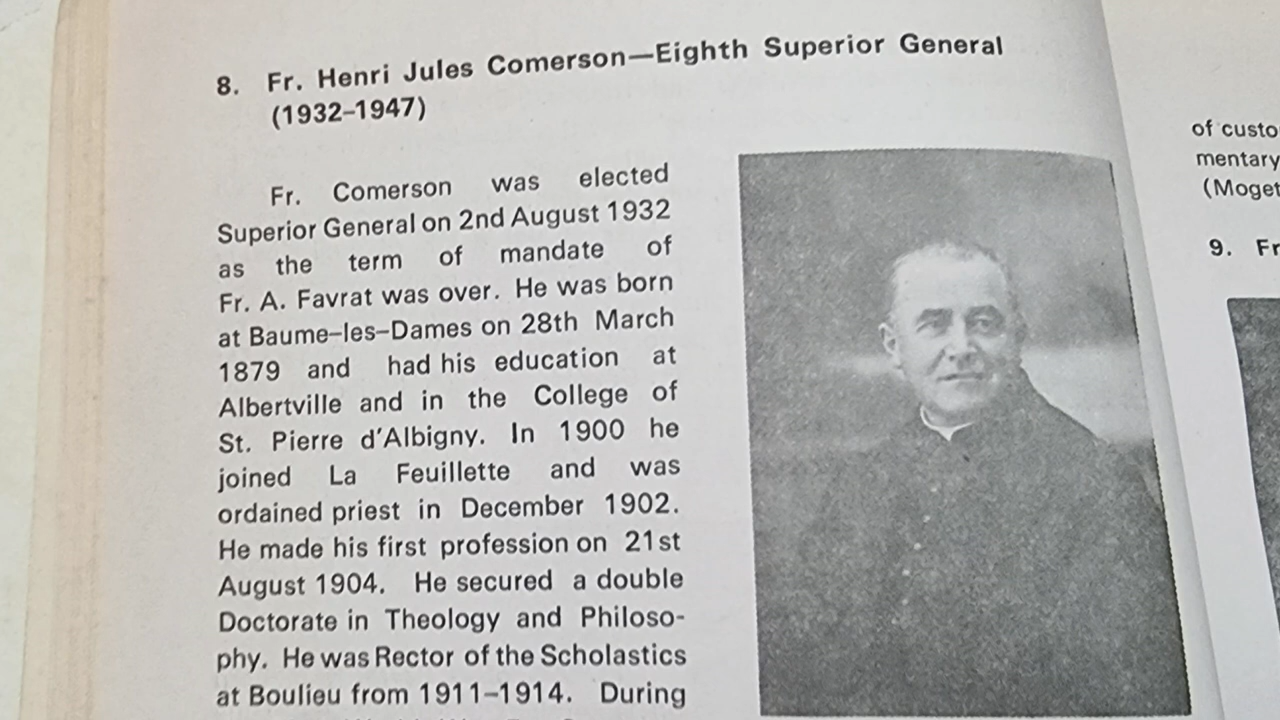 8. Fr. Henri Jules Comerson—Eighth Superior General
(1932–1947)
Fr. Comerson was elected
Superior General on 2nd August 1932
as the term of mandate of
Fr. A. Favrat was over. He was born
at Baume–les–Dames on 28th March
1879 and had his education at
Albertville and in the College of
St. Pierre d'Albigny. In 1900 he
joined La Feuillette and was
ordained priest in December 1902.
He made his first profession on 21st
August 1904. He secured a double
Doctorate in Theology and Philoso-
phy. He was Rector of the Scholastics
at Boulieu from 1911–1914. During
of custo
mentary
(Moget
9. Fr